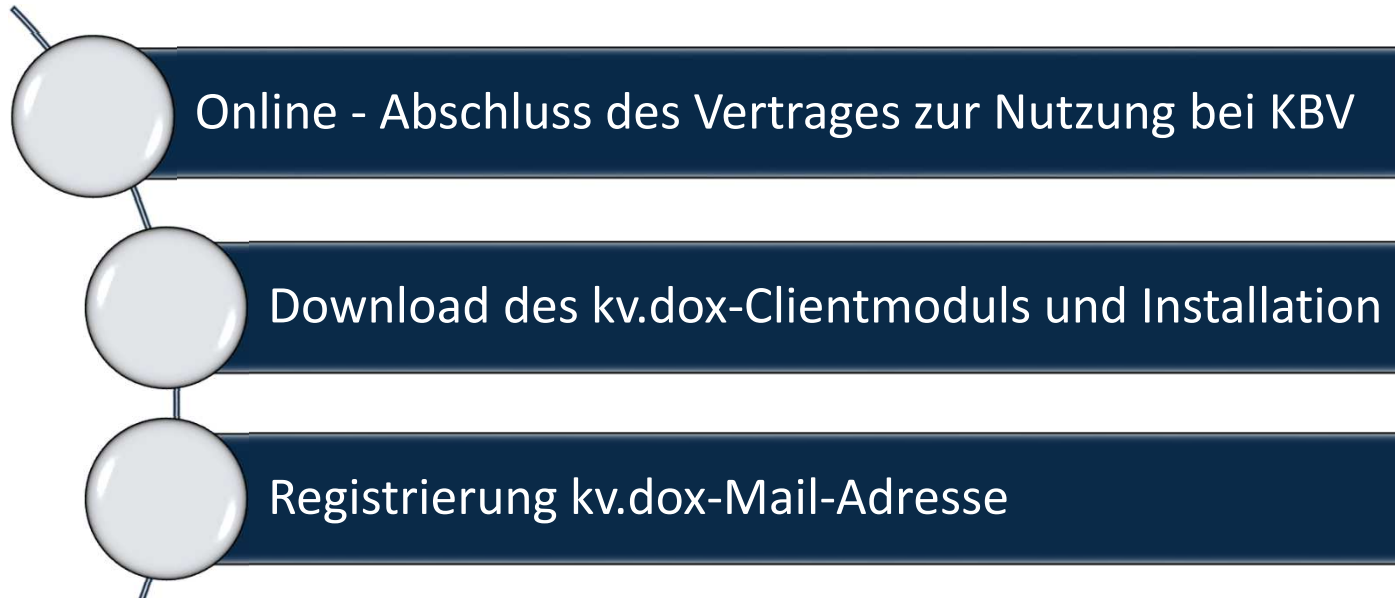 Online - Abschluss des Vertrages zur Nutzung bei KBV
Download des kv.dox-Clientmoduls und Installation
Registrierung kv.dox-Mail-Adresse